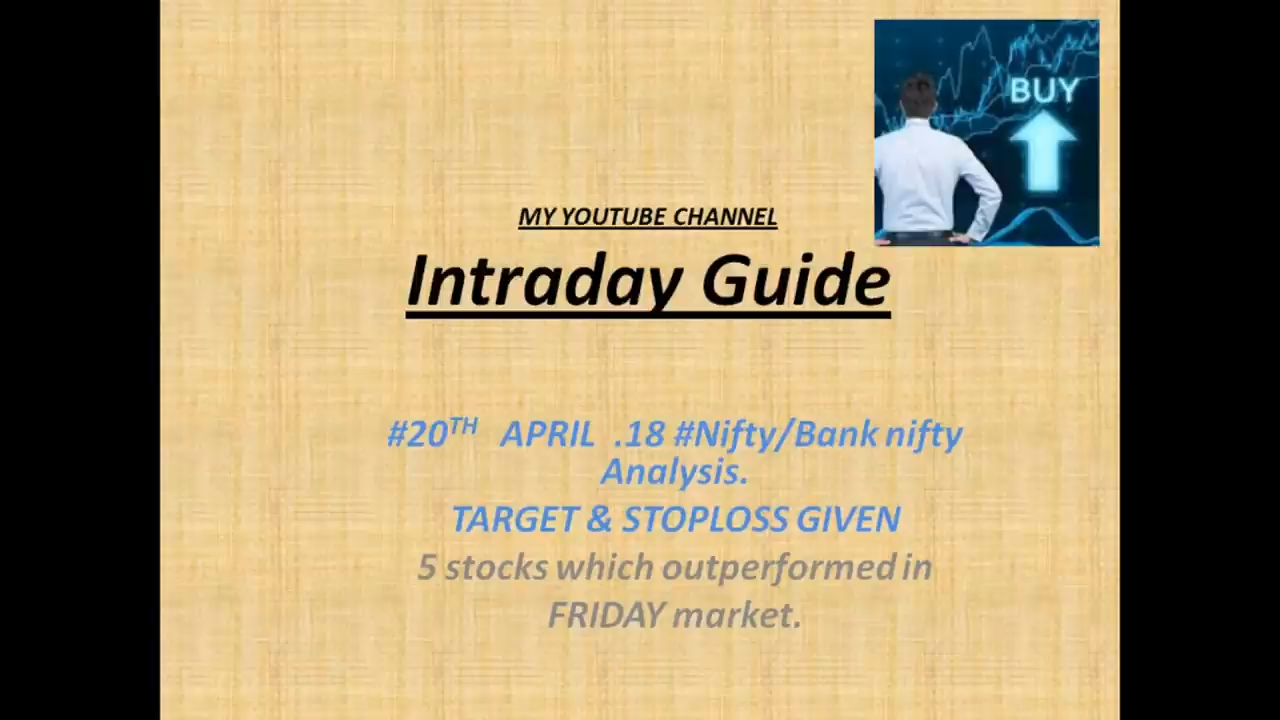 BUY
MY YOUTUBE CHANNEL
Intraday Guide
#20TH APRIL .18 #Nifty/Bank nifty
Analysis.
TARGET & STOPLOSS GIVEN
5 stocks which outperformed in
FRIDAY market.